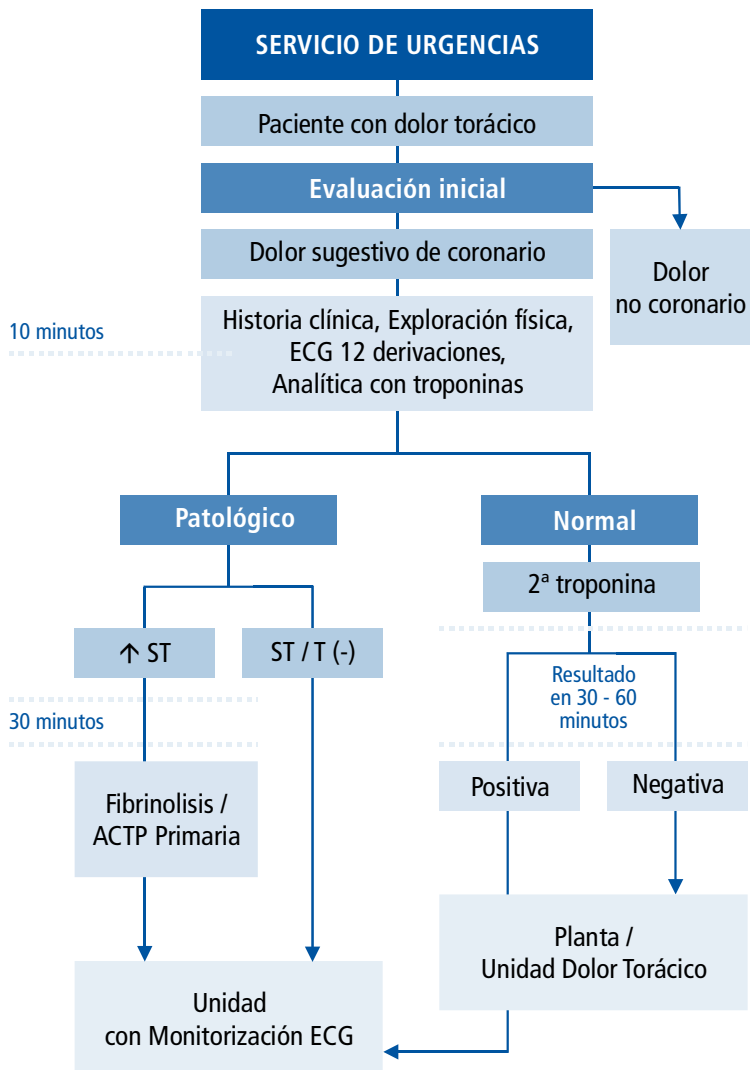 SERVICIO DE URGENCIAS
Paciente con dolor torácico
Evaluación inicial
Dolor sugestivo de coronario
Dolor
no coronario
10 minutos
Historia clínica, Exploración física,
ECG 12 derivaciones,
Analítica con troponinas
Patológico
Normal
2ª troponina
↑ ST
ST / T (-)
Resultado
en 30 - 60
minutos
30 minutos
Positiva
Negativa
Fibrinolisis /
ACTP Primaria
Planta /
Unidad Dolor Torácico
Unidad
con Monitorización ECG